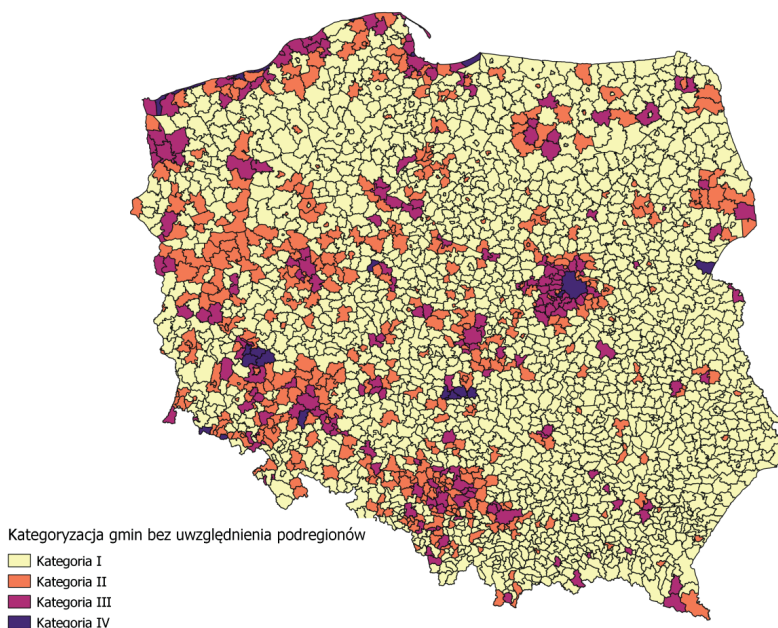 Kategoryzacja gmin bez uwzględnienia podregionów
Kategoria I
Kategoria II
Kategoria III
Kategoria IV